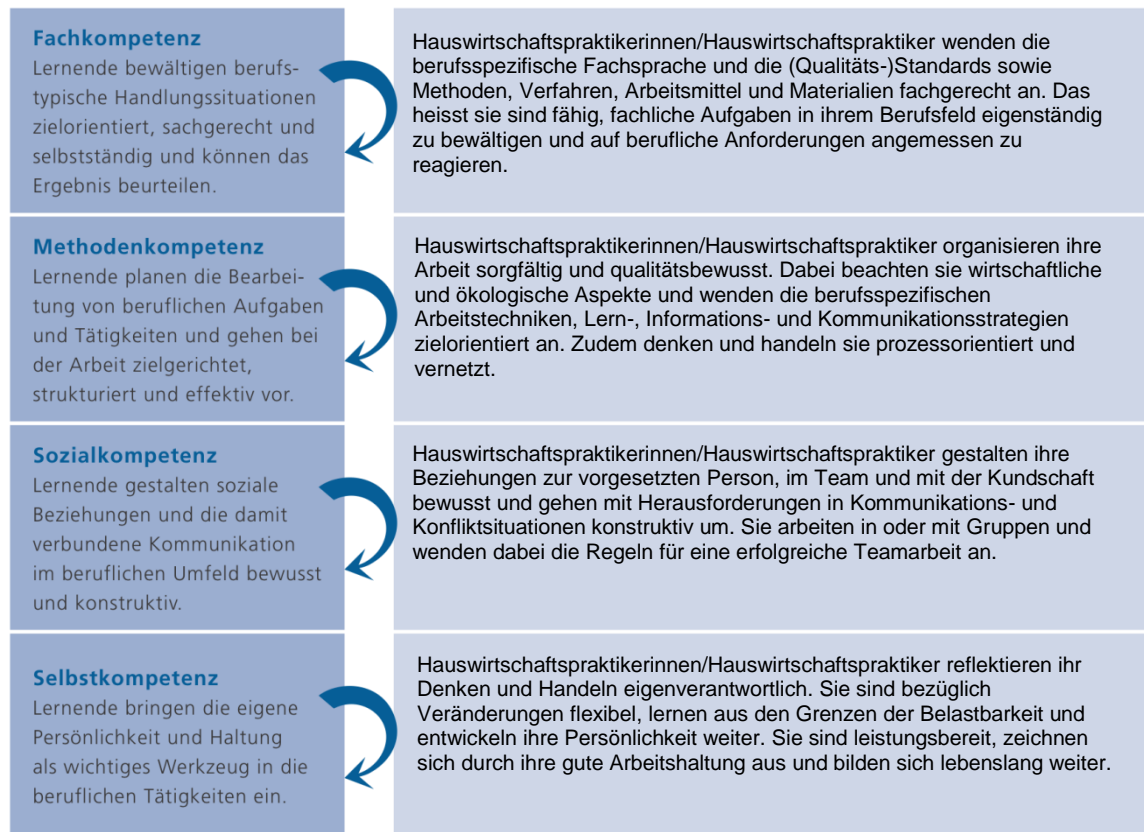 Fachkompetenz
Lernende bewältigen berufs-
typische Handlungssituationen
zielorientiert, sachgerecht und
selbstständig und können das
Ergebnis beurteilen.
Hauswirtschaftspraktikerinnen/Hauswirtschaftspraktiker wenden die
berufsspezifische Fachsprache und die (Qualitäts-)Standards sowie
Methoden, Verfahren, Arbeitsmittel und Materialien fachgerecht an. Das
heisst sie sind fähig, fachliche Aufgaben in ihrem Berufsfeld eigenständig
zu bewältigen und auf berufliche Anforderungen angemessen zu
reagieren.
Methodenkompetenz
Lernende planen die Bearbei-
tung von beruflichen Aufgaben
und Tätigkeiten und gehen bei
der Arbeit zielgerichtet,
strukturiert und effektiv vor.
Hauswirtschaftspraktikerinnen/Hauswirtschaftspraktiker organisieren ihre
Arbeit sorgfältig und qualitätsbewusst. Dabei beachten sie wirtschaftliche
und ökologische Aspekte und wenden die berufsspezifischen
Arbeitstechniken, Lern-, Informations- und Kommunikationsstrategien
zielorientiert an. Zudem denken und handeln sie prozessorientiert und
vernetzt.
Sozialkompetenz
Lernende gestalten soziale
Beziehungen und die damit
verbundene Kommunikation
im beruflichen Umfeld bewusst
und konstruktiv.
Hauswirtschaftspraktikerinnen/Hauswirtschaftspraktiker gestalten ihre
Beziehungen zur vorgesetzten Person, im Team und mit der Kundschaft
bewusst und gehen mit Herausforderungen in Kommunikations- und
Konfliktsituationen konstruktiv um. Sie arbeiten in oder mit Gruppen und
wenden dabei die Regeln für eine erfolgreiche Teamarbeit an.
Selbstkompetenz
Lernende bringen die eigene
Persönlichkeit und Haltung
als wichtiges Werkzeug in die
beruflichen Tätigkeiten ein.
Hauswirtschaftspraktikerinnen/Hauswirtschaftspraktiker reflektieren ihr
Denken und Handeln eigenverantwortlich. Sie sind bezüglich
Veränderungen flexibel, lernen aus den Grenzen der Belastbarkeit und
entwickeln ihre Persönlichkeit weiter. Sie sind leistungsbereit, zeichnen
sich durch ihre gute Arbeitshaltung aus und bilden sich lebenslang weiter.